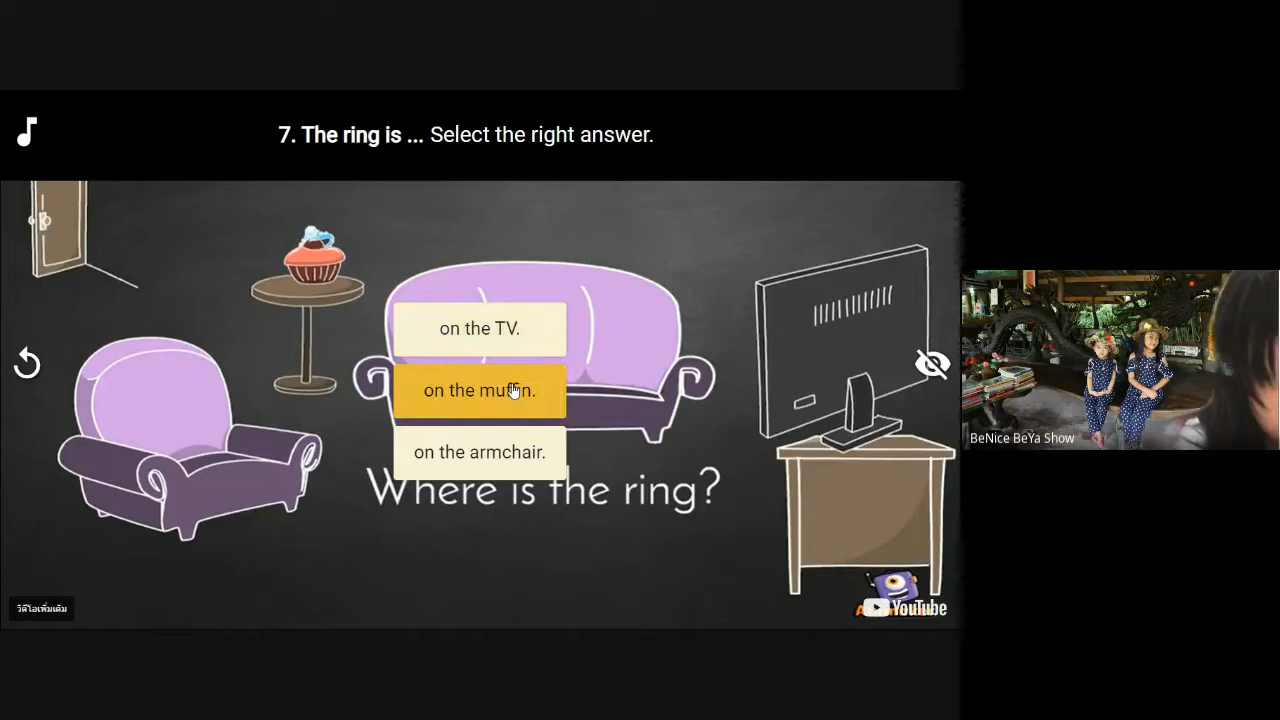 7. The ring is ... Select the right answer.
on the TV.
on the muffin.
on the armchair.
Where is the ring?
BeNice BeYa Show
วิดีโอเพิ่มเติม
YouTube